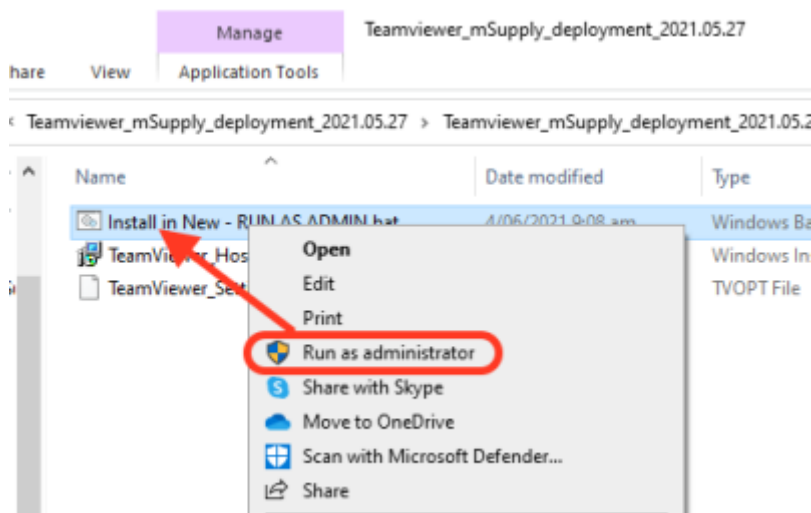 Manage
Teamviewer_mSupply_deployment_2021.05.27
hare
View
Application Tools
Teamviewer_mSupply_deployment_2021.05.27 > Teamviewer_mSupply_deployment_2021.05.2
Name
Date modified
Type
Install in New - RUN AS ADMIN.bat
4/06/2021 9:08 am
Windows Ba
TeamViewer_Hos
Windows In
TeamViewer_Sett
TVOPT File
Open
Edit
Print
Run as administrator
Share with Skype
Move to OneDrive
Scan with Microsoft Defender...
Share